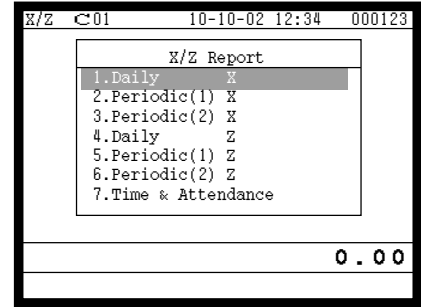 X/Z C01 10-10-02 12:34 000123
X/Z Report
1.Daily X
2.Periodic(1) X
3.Periodic(2) X
4.Daily Z
5.Periodic(1) Z
6.Periodic(2) Z
7.Time & Attendance
0.00